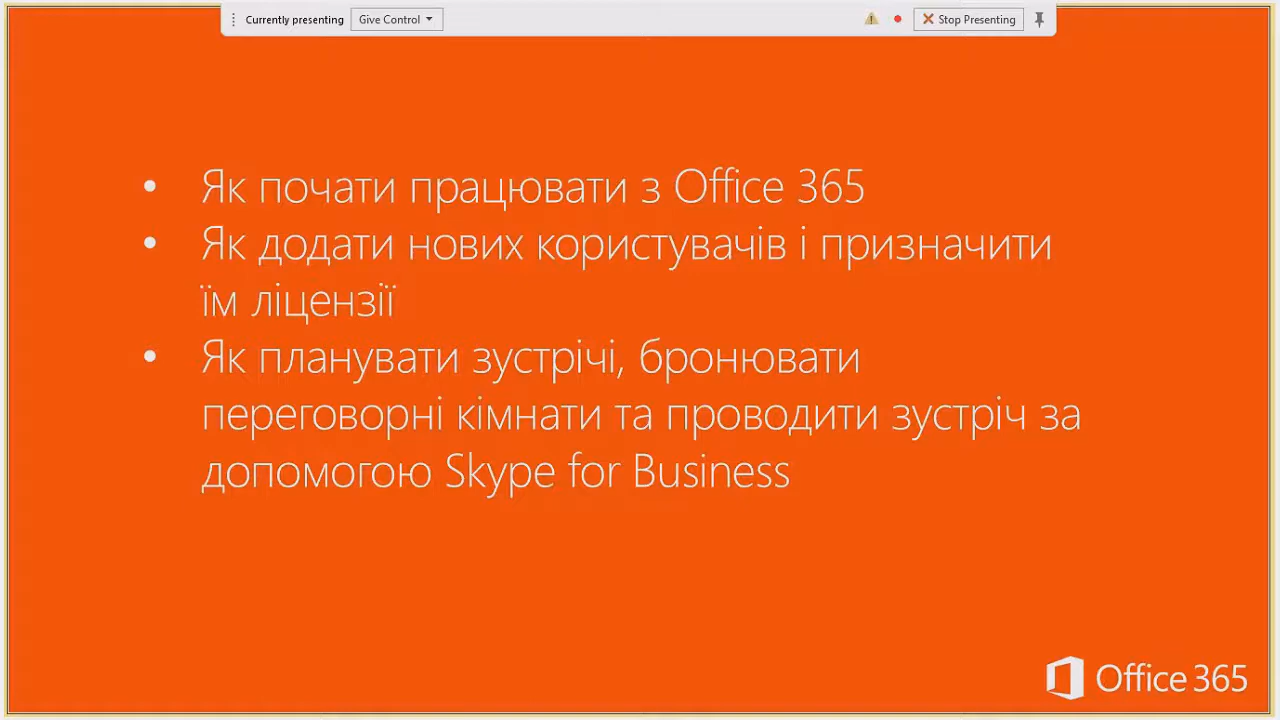 Currently presenting Give Control Stop Presenting
• Як почати працювати з Office 365
• Як додати нових користувачів і призначити
їм ліцензії
• Як планувати зустрічі, бронювати
переговорні кімнати та проводити зустріч за
допомогою Skype for Business
Office 365